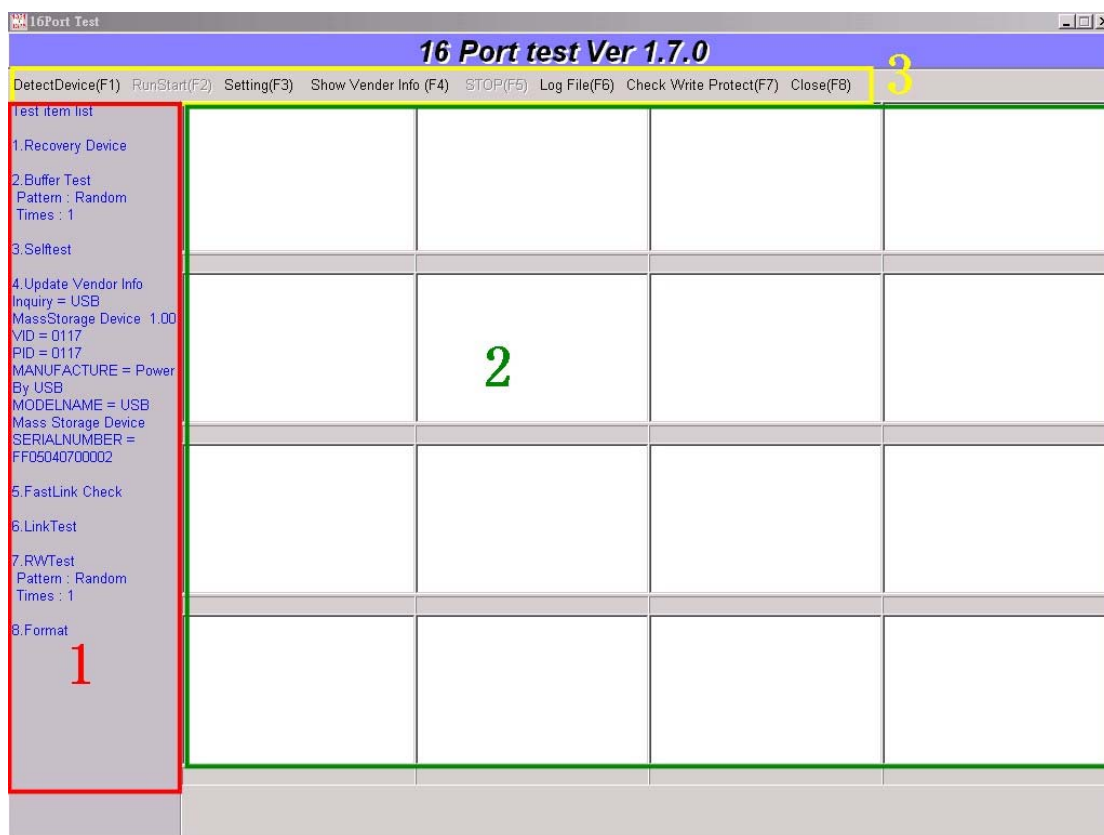 16Port Test
16 Port test Ver 1.7.0
DetectDevice(F1) RunStart(F2) Setting(F3) Show Vender Info (F4) STOP(F5) Log File(F6) Check Write Protect(F7) Close(F8)
3
Test item list
1.Recovery Device
2.Buffer Test
Pattern : Random
Times : 1
3.Selftest
4.Update Vendor Info
Inquiry = USB
MassStorage Device 1.00
VID = 0117
PID = 0117
MANUFACTURE = Power
By USB
MODELNAME = USB
Mass Storage Device
SERIALNUMBER =
FF05040700002
5.FastLink Check
6.LinkTest
7.RWTest
Pattern : Random
Times : 1
8.Format
1
2